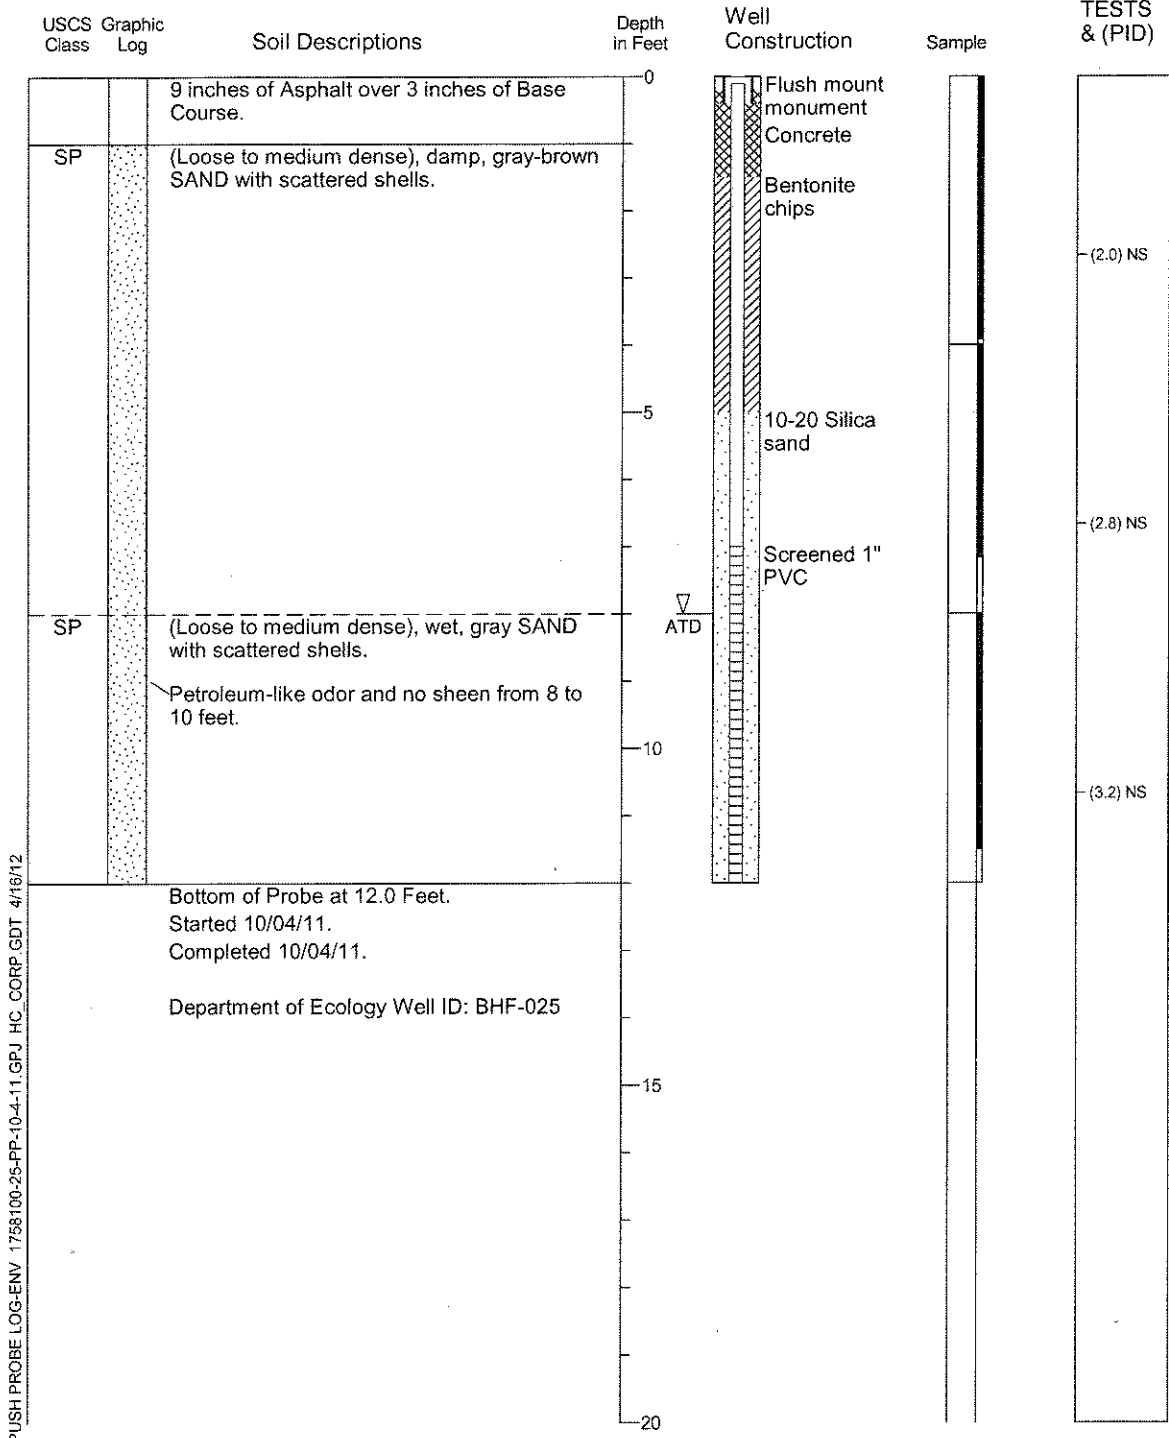 USCS Class
Graphic Log
Soil Descriptions
Depth in Feet
Well Construction
Sample
TESTS & (PID)
9 inches of Asphalt over 3 inches of Base
Course.
SP
(Loose to medium dense), damp, gray-brown
SAND with scattered shells.
SP
(Loose to medium dense), wet, gray SAND
with scattered shells.
Petroleum-like odor and no sheen from 8 to
10 feet.
Bottom of Probe at 12.0 Feet.
Started 10/04/11.
Completed 10/04/11.
Department of Ecology Well ID: BHF-025
0
5
10
15
20
ATD
Flush mount
monument
Concrete
Bentonite
chips
10-20 Silica
sand
Screened 1"
PVC
(2.0) NS
(2.8) NS
(3.2) NS
PUSH PROBE LOG-ENV 1758100-25-PP-10-4-11.GPJ HC_CORP.GDT 4/16/12